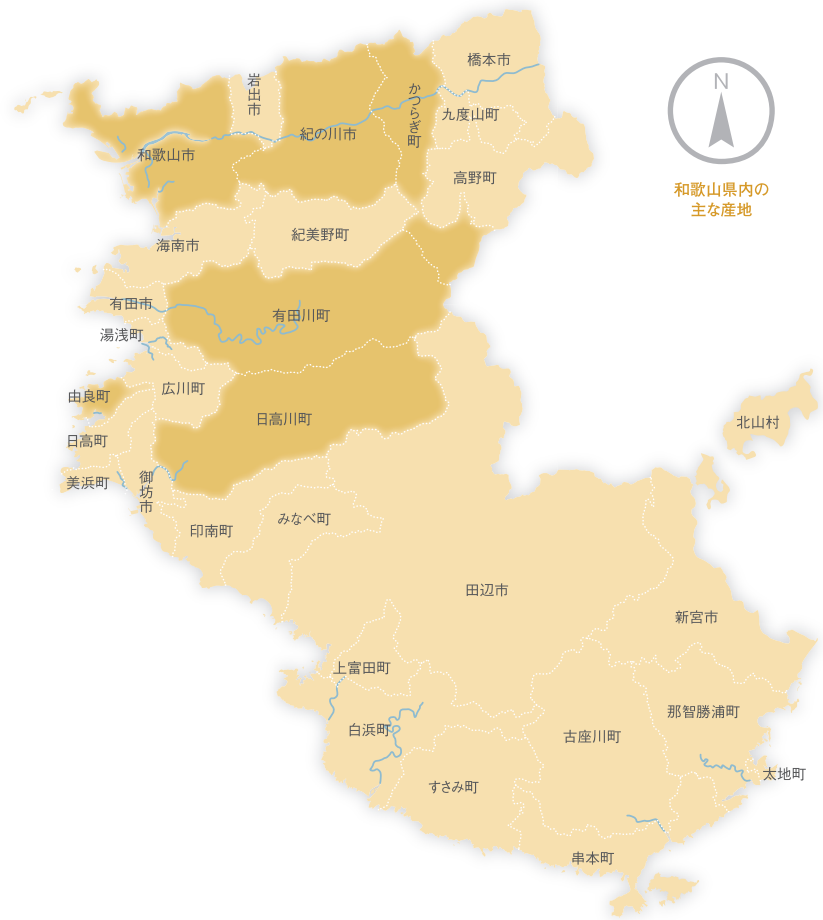 N
和歌山県内の
主な産地
橋本市
岩出市
かつらぎ町
九度山町
紀の川市
和歌山市
高野町
紀美野町
海南市
有田市
有田川町
湯浅町
広川町
由良町
日高川町
北山村
日高町
美浜町
御坊市
みなべ町
印南町
田辺市
新宮市
上富田町
那智勝浦町
白浜町
古座川町
太地町
すさみ町
串本町